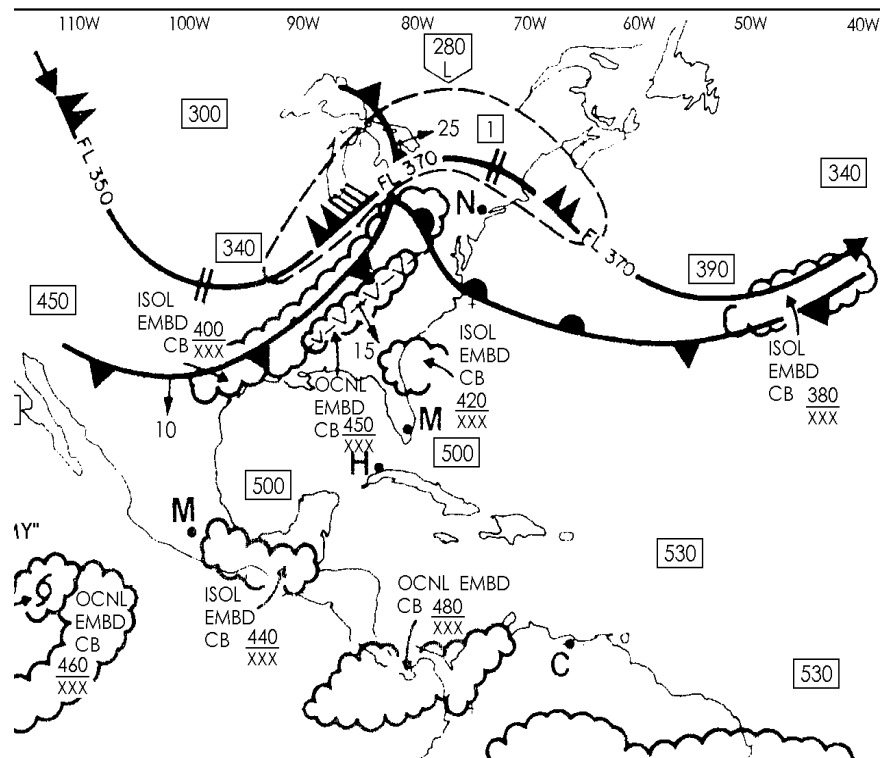 110W 100W 90W 80W 70W 60W 50W 40W
280
L
300
25
1
FL 350
FL 370
340
N
340
FL 370
390
450
ISOL
EMBD
CB 400
XXX
15
ISOL
EMBD
CB
420
XXX
ISOL
EMBD
CB 380
XXX
OCNL
EMBD
CB 450
XXX
10
M
H
500
500
M
MY"
530
OCNL
EMBD
CB
460
XXX
ISOL
EMBD
CB 440
XXX
OCNL EMBD
CB 480
XXX
C
530